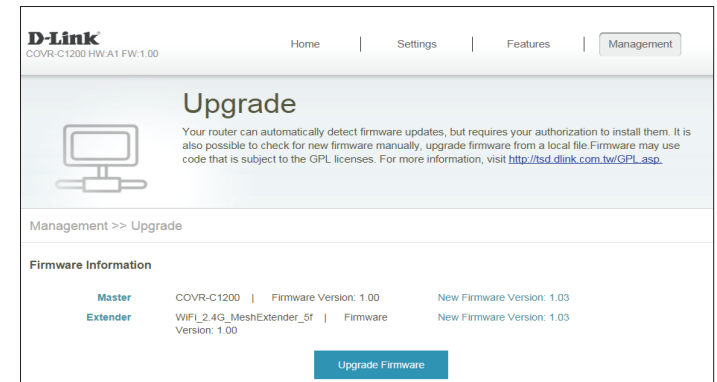 D-Link
COVR-C1200 HW:A1 FW:1.00
Home | Settings | Features | Management
Upgrade
Your router can automatically detect firmware updates, but requires your authorization to install them. It is
also possible to check for new firmware manually, upgrade firmware from a local file.Firmware may use
code that is subject to the GPL licenses. For more information, visit http://tsd.dlink.com.tw/GPL.asp.
Management >> Upgrade
Firmware Information
Master COVR-C1200 | Firmware Version: 1.00 New Firmware Version: 1.03
Extender WiFi_2.4G_MeshExtender_5f | Firmware New Firmware Version: 1.03
Version: 1.00
Upgrade Firmware